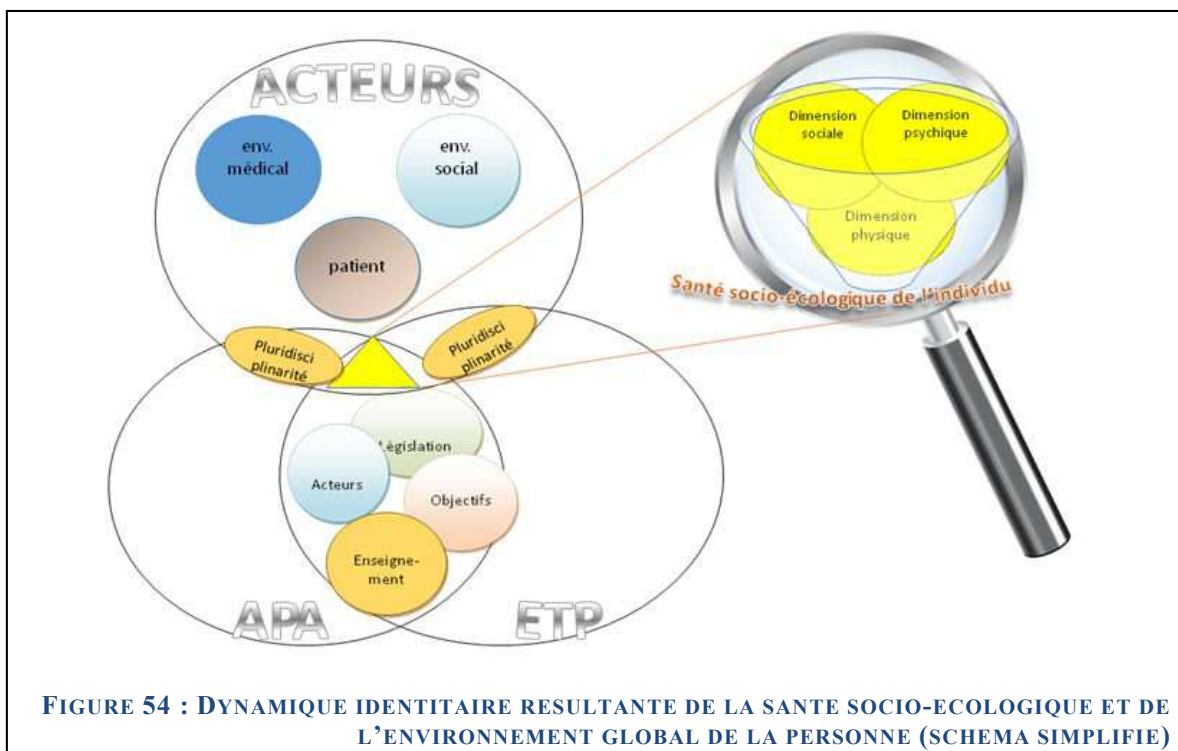 ACTEURS
env.
médical
env.
social
patient
Dimension
sociale
Dimension
psychique
Dimension
physique
Santé socio-écologique de l'individu
Pluridisci
plinarité
Pluridisci
plinarité
Législation
Acteurs
Objectifs
Enseigne-
ment
APA
ETP
FIGURE 54 : DYNAMIQUE IDENTITAIRE RESULTANTE DE LA SANTE SOCIO-ECOLOGIQUE ET DE
L'ENVIRONNEMENT GLOBAL DE LA PERSONNE (SCHEMA SIMPLIFIE)